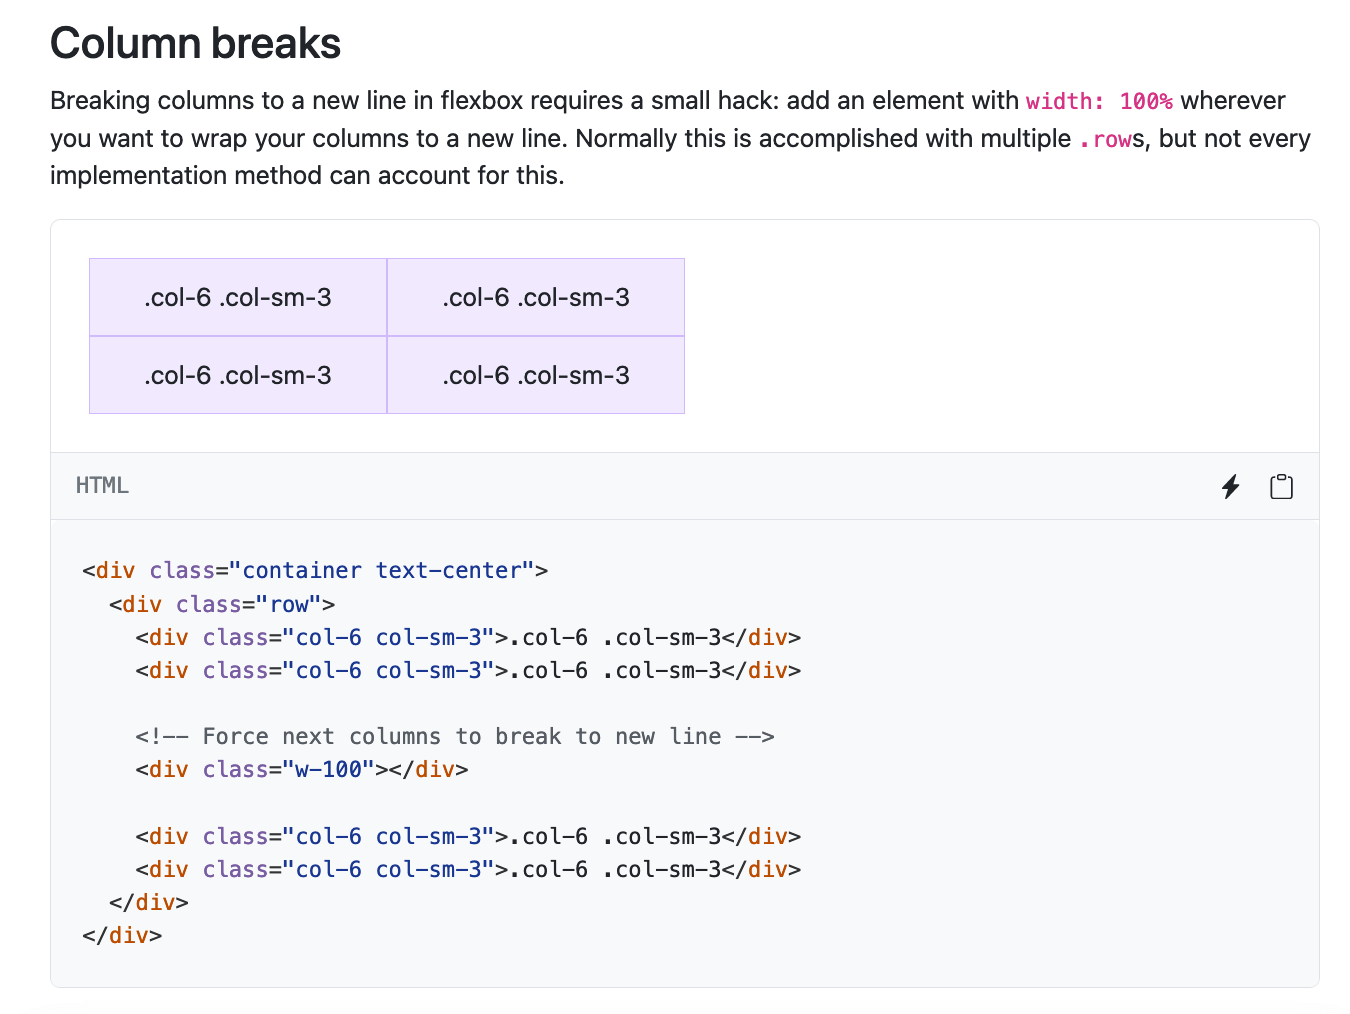 Column breaks
Breaking columns to a new line in flexbox requires a small hack: add an element with width: 100% wherever
you want to wrap your columns to a new line. Normally this is accomplished with multiple .rows, but not every
implementation method can account for this.
.col-6 .col-sm-3 .col-6 .col-sm-3
.col-6 .col-sm-3 .col-6 .col-sm-3
HTML
<div class="container text-center">
  <div class="row">
    <div class="col-6 col-sm-3">.col-6 .col-sm-3</div>
    <div class="col-6 col-sm-3">.col-6 .col-sm-3</div>

    <!-- Force next columns to break to new line -->
    <div class="w-100"></div>

    <div class="col-6 col-sm-3">.col-6 .col-sm-3</div>
    <div class="col-6 col-sm-3">.col-6 .col-sm-3</div>
  </div>
</div>